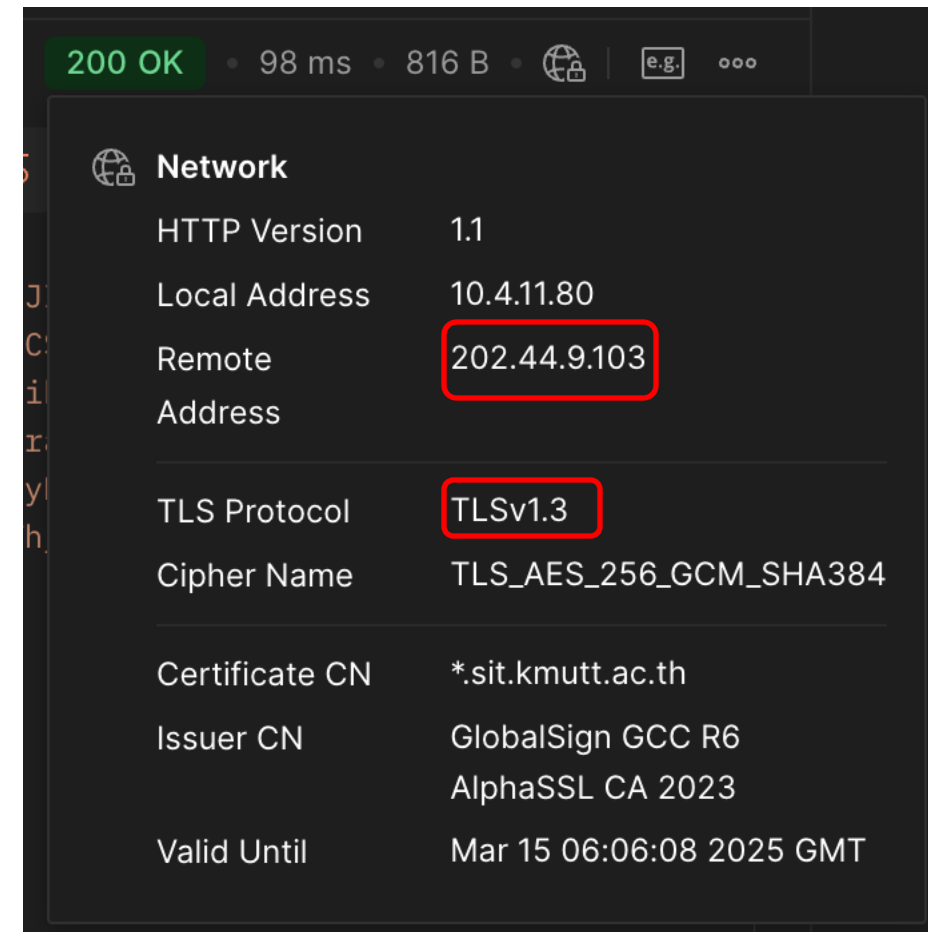 200 OK • 98 ms • 816 B • e.g.
Network
HTTP Version 1.1
Local Address 10.4.11.80
Remote Address 202.44.9.103
TLS Protocol TLSv1.3
Cipher Name TLS_AES_256_GCM_SHA384
Certificate CN *.sit.kmutt.ac.th
Issuer CN GlobalSign GCC R6
AlphaSSL CA 2023
Valid Until Mar 15 06:06:08 2025 GMT